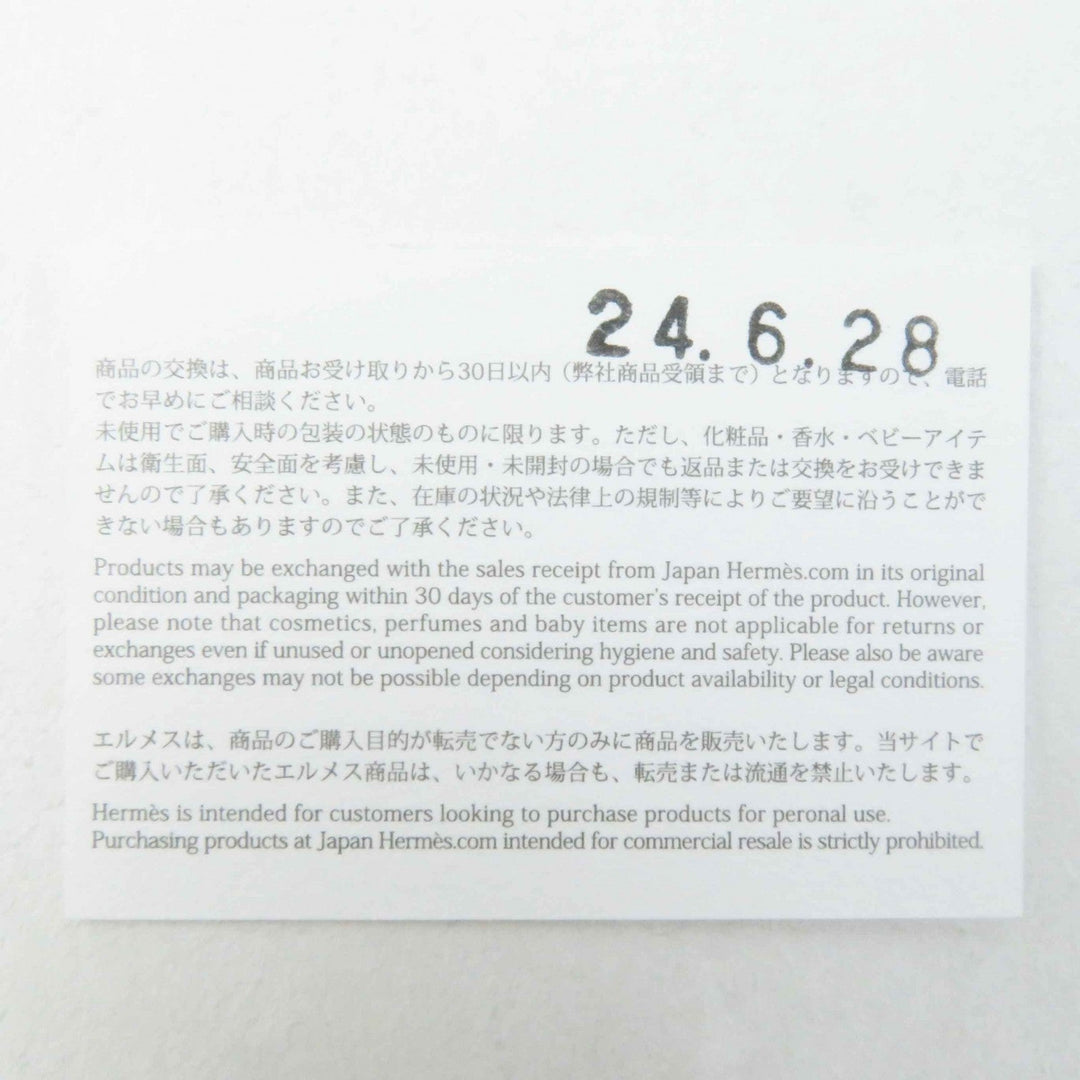 24.6.28
商品の交換は、商品お受け取りから30日以内（弊社商品受領まで）となりますので、電話
でお早めにご相談ください。
未使用でご購入時の包装の状態のものに限ります。ただし、化粧品・香水・ベビーアイテ
ムは衛生面、安全面を考慮し、未使用・未開封の場合でも返品または交換をお受けできま
せんので了承ください。また、在庫の状況や法律上の規制等によりご要望に沿うことがで
きない場合もありますのでご了承ください。
Products may be exchanged with the sales receipt from Japan Hermès.com in its original
condition and packaging within 30 days of the customer's receipt of the product. However,
please note that cosmetics, perfumes and baby items are not applicable for returns or
exchanges even if unused or unopened considering hygiene and safety. Please also be aware
some exchanges may not be possible depending on product availability or legal conditions.
エルメスは、商品のご購入目的が転売でない方のみに商品を販売いたします。当サイトで
ご購入いただいたエルメス商品は、いかなる場合も、転売または流通を禁止いたします。
Hermès is intended for customers looking to purchase products for peronal use.
Purchasing products at Japan Hermès.com intended for commercial resale is strictly prohibited.